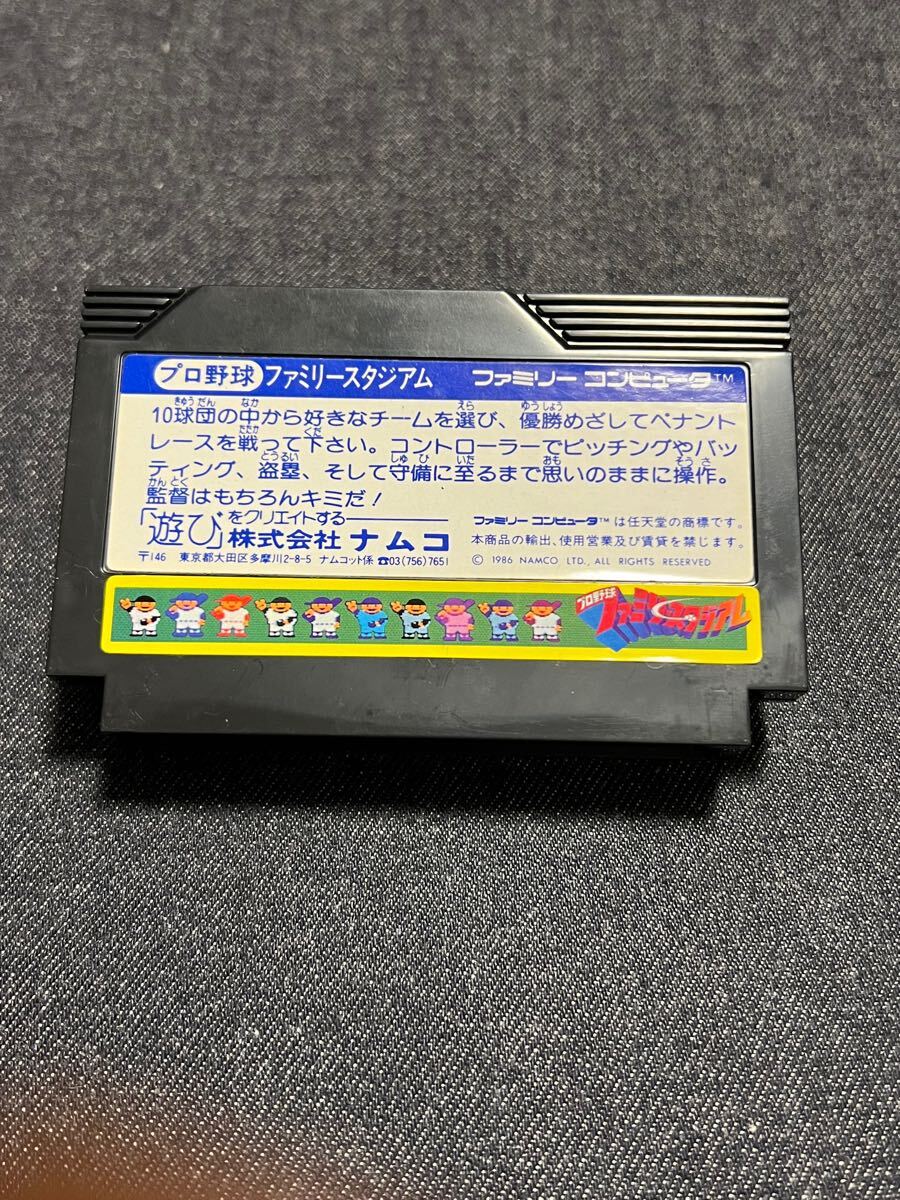 プロ野球 ファミリースタジアム ファミリー コンピュータ™
10球団の中から好きなチームを選び、優勝めざしてペナント
レースを戦って下さい。コントローラーでピッチングやバッ
ティング、盗塁、そして守備に至るまで思いのままに操作。
監督はもちろんキミだ!
「遊び」をクリエイトする
株式会社 ナムコ
〒146 東京都大田区多摩川2-8-5 ナムコット係 ☎03(756)7651
ファミリー コンピュータ™は任天堂の商標です。
本商品の輸出、使用営業及び賃貸を禁じます。
© 1986 NAMCO LTD., ALL RIGHTS RESERVED
プロ野球
ファミリースタジアム